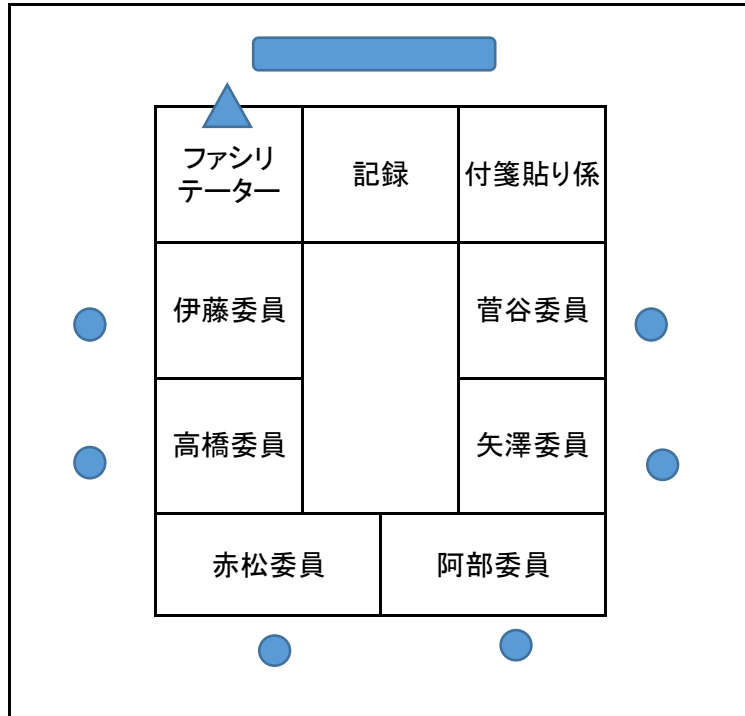 ファシリ
テーター
記録
付箋貼り係
伊藤委員
菅谷委員
高橋委員
矢澤委員
赤松委員
阿部委員